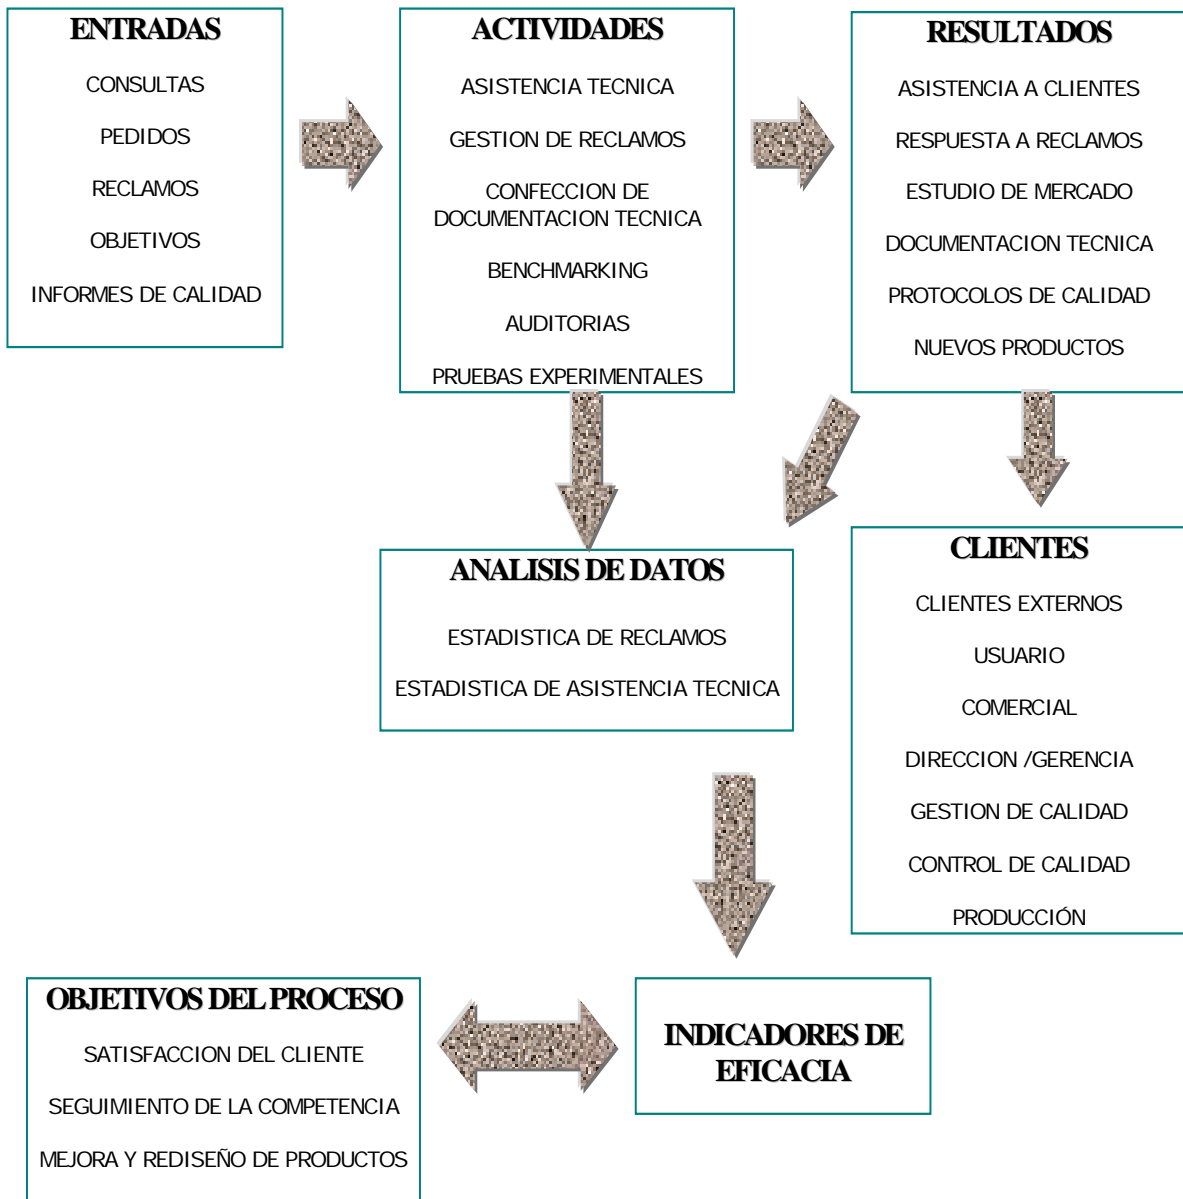 ENTRADAS
CONSULTAS
PEDIDOS
RECLAMOS
OBJETIVOS
INFORMES DE CALIDAD
ACTIVIDADES
ASISTENCIA TECNICA
GESTION DE RECLAMOS
CONFECCION DE
DOCUMENTACION TECNICA
BENCHMARKING
AUDITORIAS
PRUEBAS EXPERIMENTALES
RESULTADOS
ASISTENCIA A CLIENTES
RESPUESTA A RECLAMOS
ESTUDIO DE MERCADO
DOCUMENTACION TECNICA
PROTOCOLOS DE CALIDAD
NUEVOS PRODUCTOS
ANALISIS DE DATOS
ESTADISTICA DE RECLAMOS
ESTADISTICA DE ASISTENCIA TECNICA
CLIENTES
CLIENTES EXTERNOS
USUARIO
COMERCIAL
DIRECCION /GERENCIA
GESTION DE CALIDAD
CONTROL DE CALIDAD
PRODUCCIÓN
OBJETIVOS DEL PROCESO
SATISFACCION DEL CLIENTE
SEGUIMIENTO DE LA COMPETENCIA
MEJORA Y REDISEÑO DE PRODUCTOS
INDICADORES DE
EFICACIA